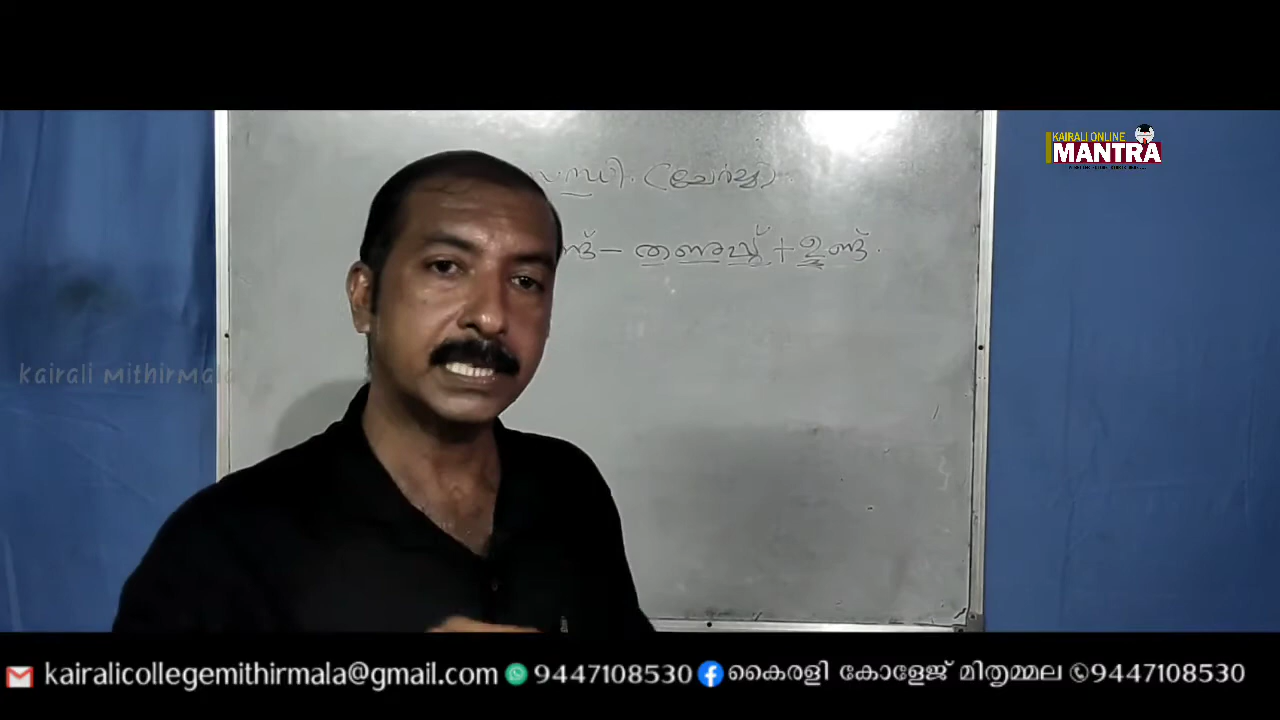 KAIRALI ONLINE
MANTRA
സന്ധി. (ചേർച്ച)
ണ്ട് - തണുപ്പ് + ഉണ്ട്.
kairali mithirmala
kairalicollegemithirmala@gmail.com 9447108530 കൈരളി കോളേജ് മിതൃമ്മല 9447108530